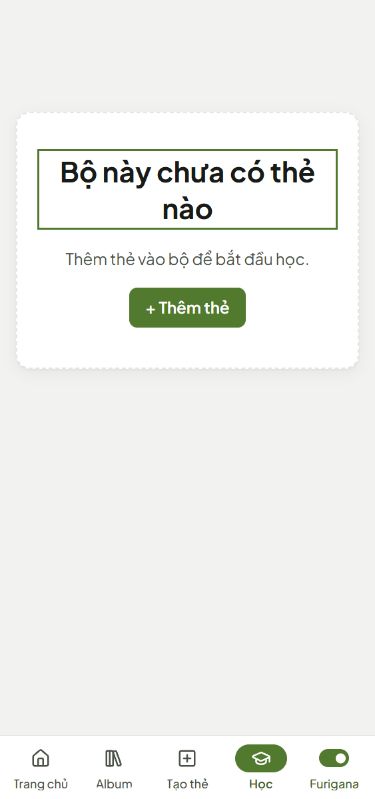 Bộ này chưa có thẻ
nào
Thêm thẻ vào bộ để bắt đầu học.
+ Thêm thẻ
Trang chủ
Album
Tạo thẻ
Học
Furigana